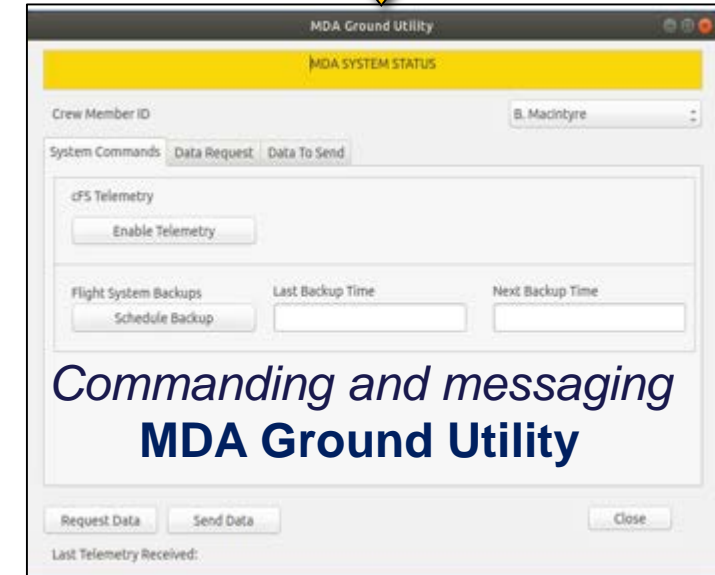 MDA Ground Utility
MDA SYSTEM STATUS
Crew Member ID B. MacIntyre
System Commands Data Request Data To Send
cFS Telemetry
Enable Telemetry
Flight System Backups Last Backup Time Next Backup Time
Schedule Backup
Commanding and messaging
MDA Ground Utility
Request Data Send Data Close
Last Telemetry Received: